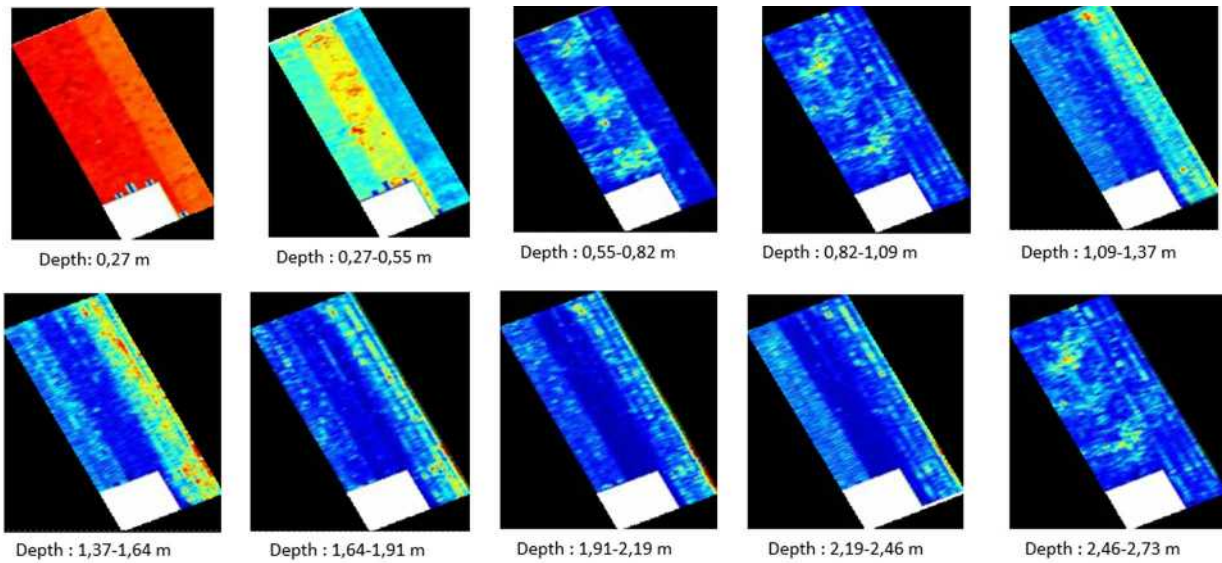 Depth: 0,27 m
Depth : 0,27-0,55 m
Depth : 0,55-0,82 m
Depth : 0,82-1,09 m
Depth : 1,09-1,37 m
Depth : 1,37-1,64 m
Depth : 1,64-1,91 m
Depth : 1,91-2,19 m
Depth : 2,19-2,46 m
Depth : 2,46-2,73 m